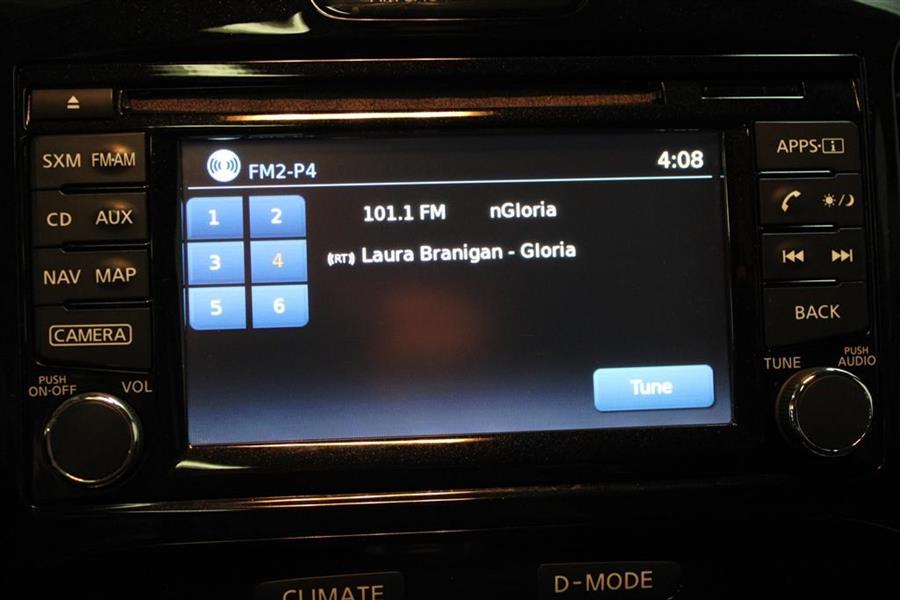 SXM FM·AM
CD AUX
NAV MAP
CAMERA
PUSH
ON·OFF
VOL
FM2-P4
4:08
1 2
3 4
5 6
101.1 FM nGloria
((RT)) Laura Branigan - Gloria
Tune
APPS·i
BACK
TUNE
PUSH
AUDIO
CLIMATE
D-MODE